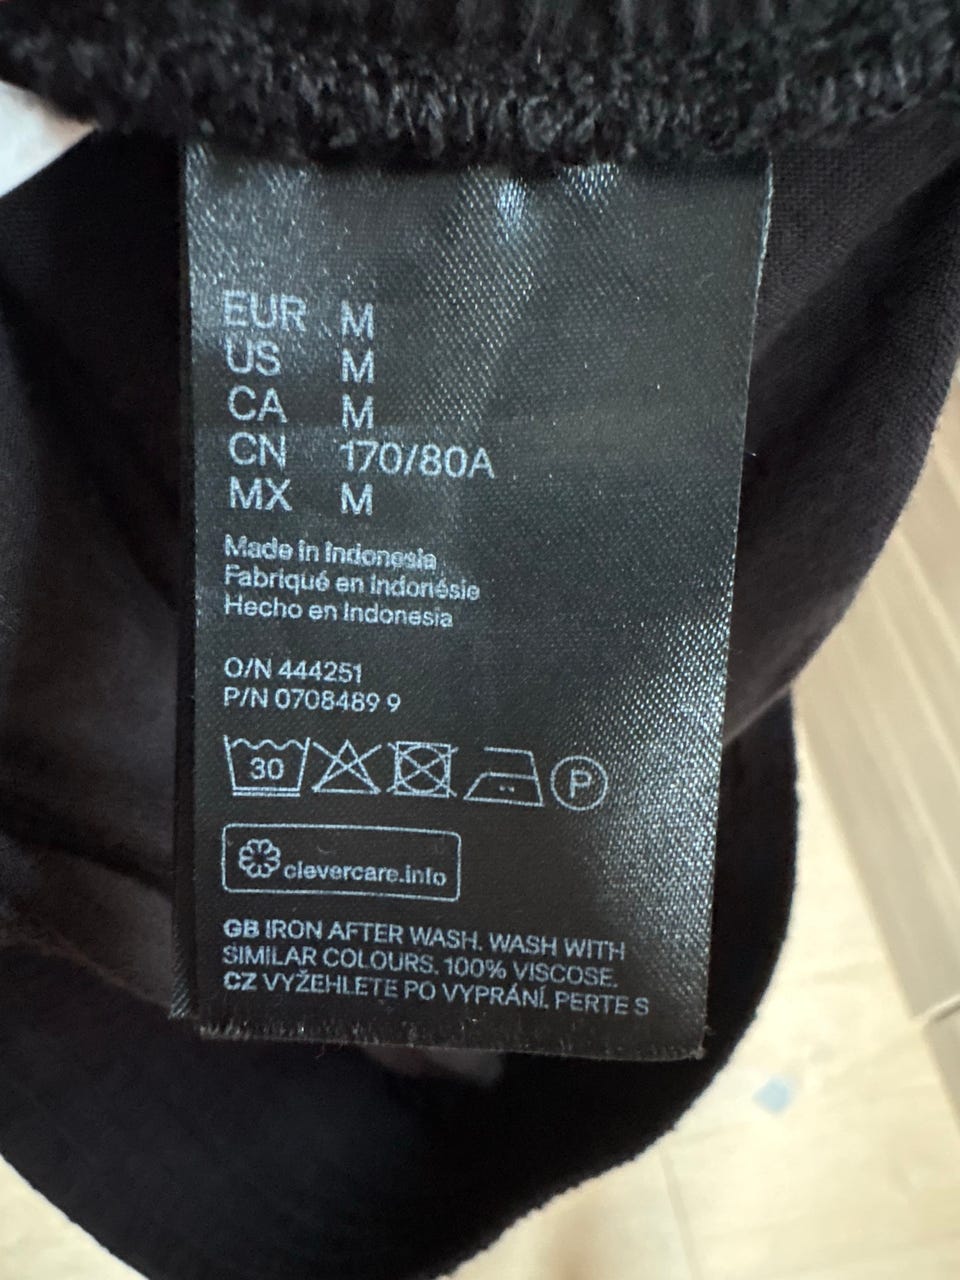 EUR M
US M
CA M
CN 170/80A
MX M
Made in Indonesia
Fabriqué en Indonésie
Hecho en Indonesia
O/N 444251
P/N 0708489 9
30
P
clevercare.info
GB IRON AFTER WASH. WASH WITH
SIMILAR COLOURS. 100% VISCOSE.
CZ VYŽEHLETE PO VYPRÁNÍ. PERTE S